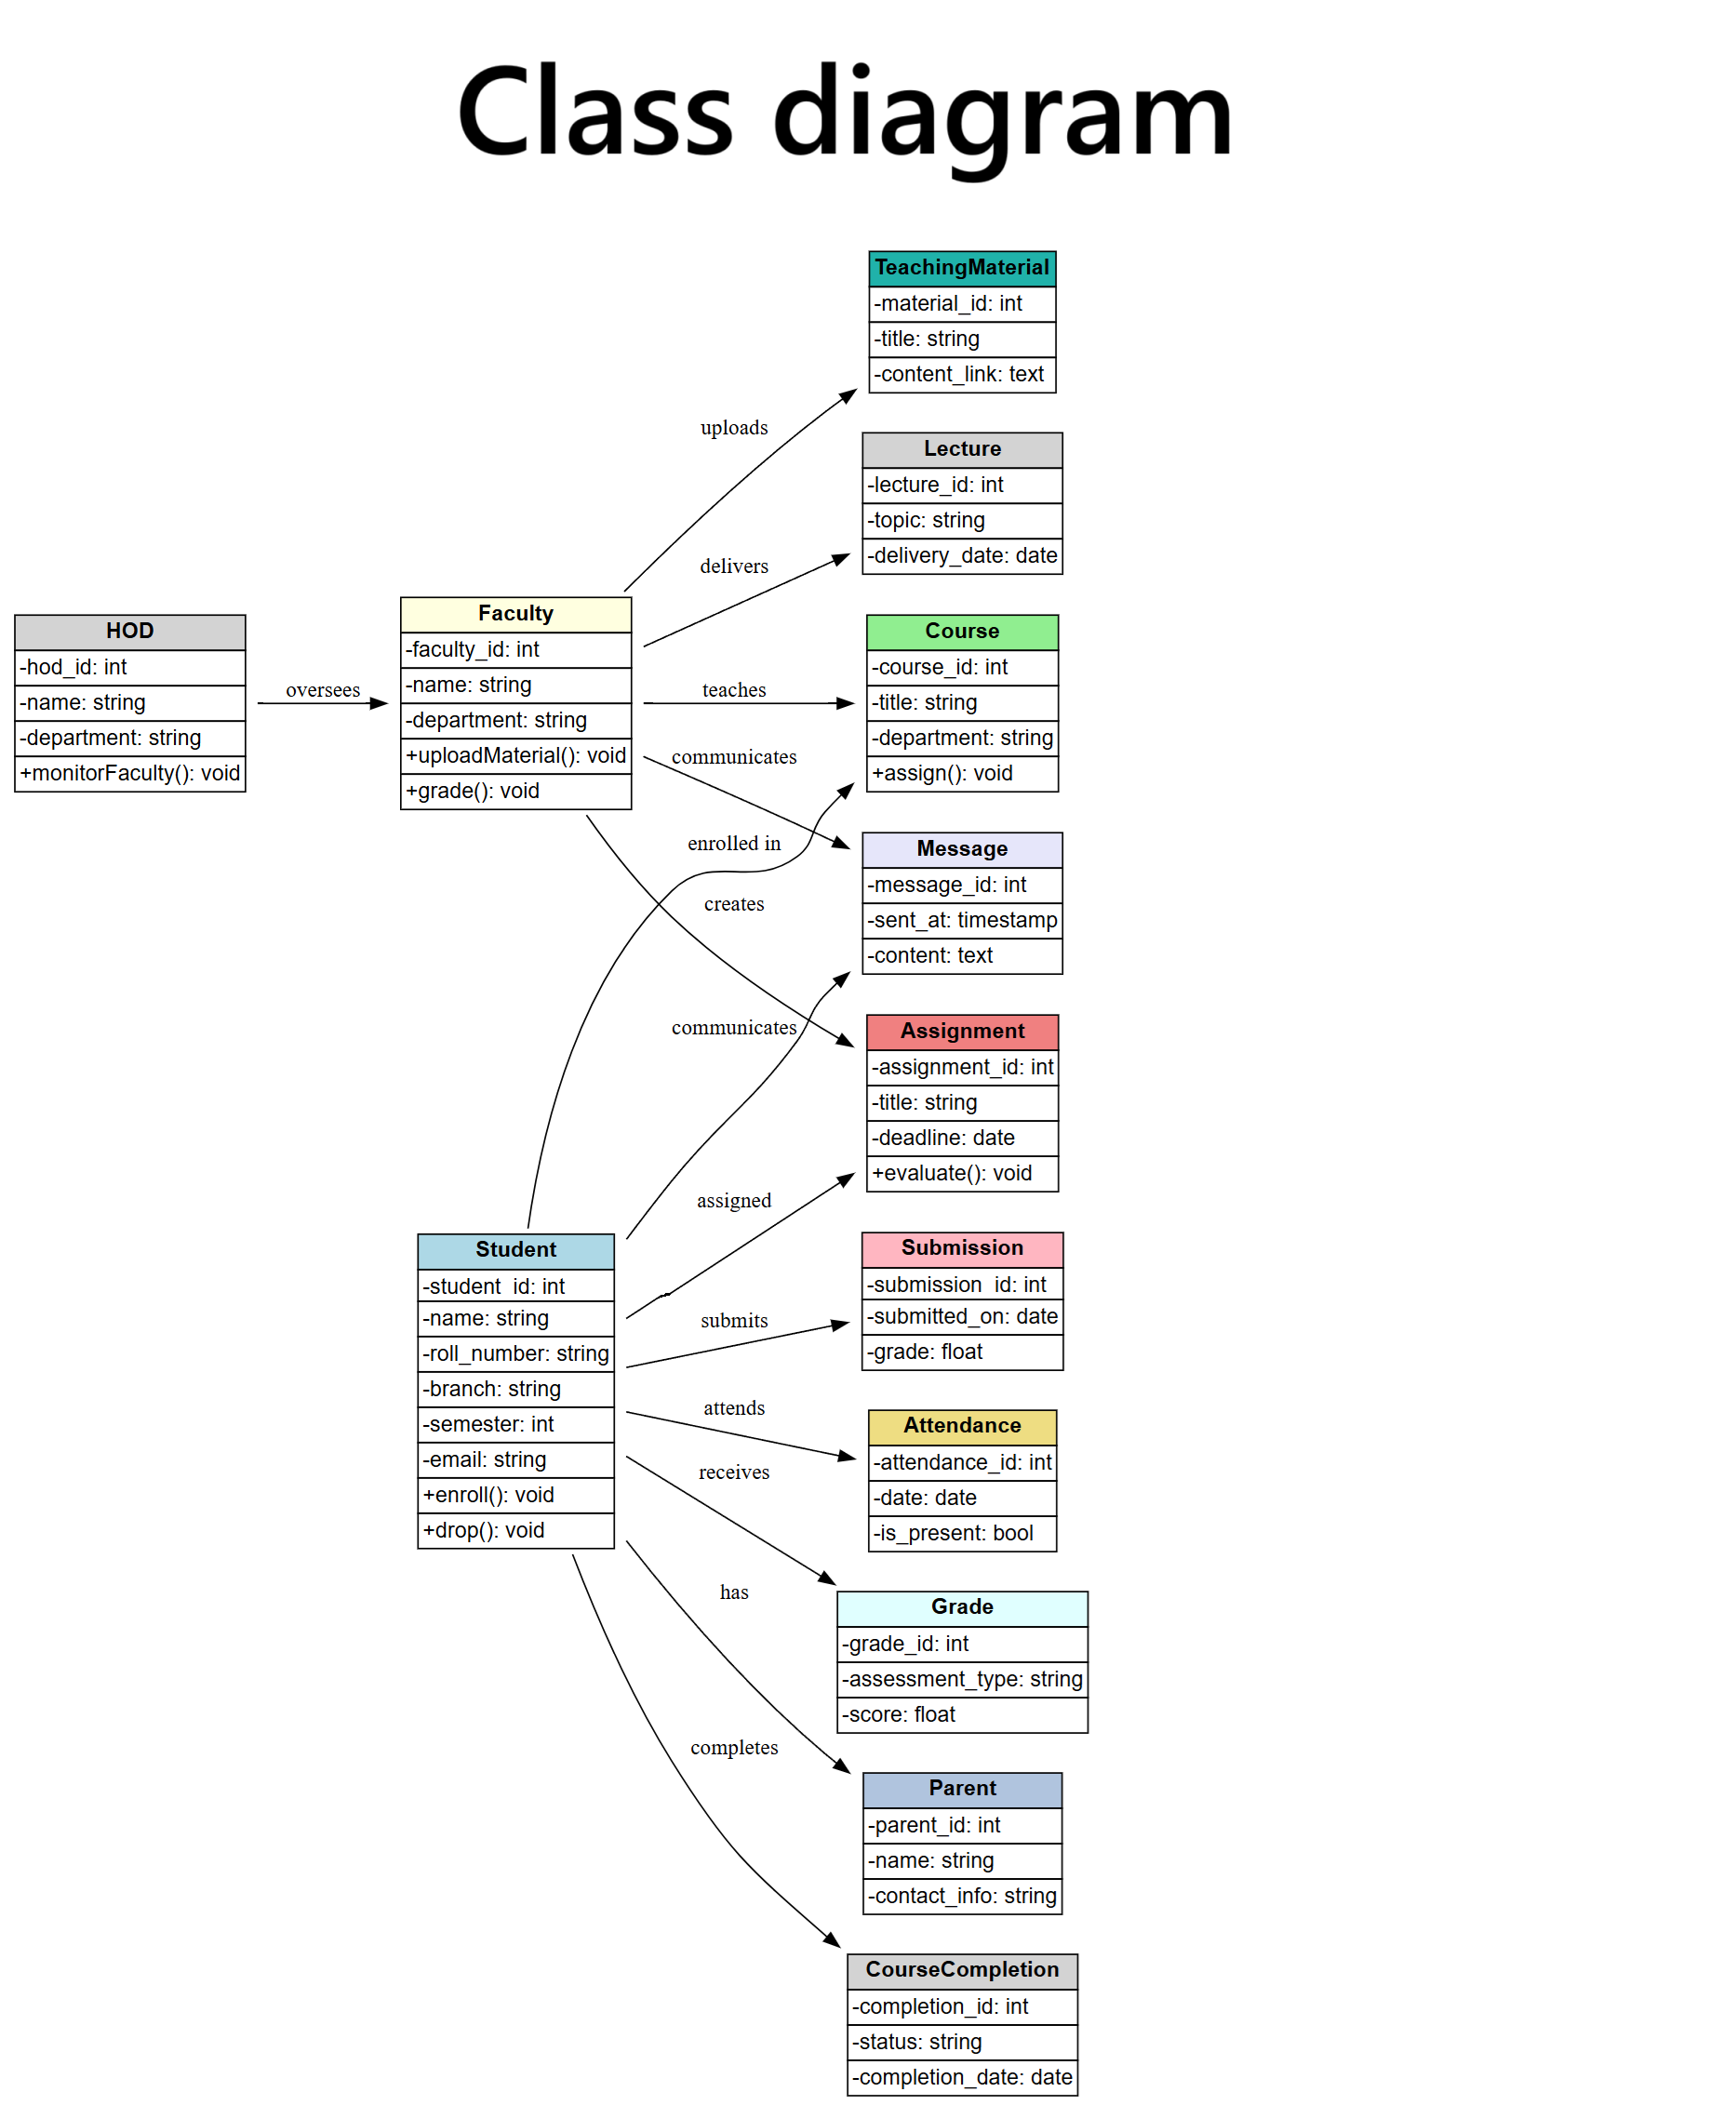 Class diagram
HOD
-hod_id: int
-name: string
-department: string
+monitorFaculty(): void
oversees
Faculty
-faculty_id: int
-name: string
-department: string
+uploadMaterial(): void
+grade(): void
uploads
delivers
teaches
communicates
enrolled in
creates
communicates
assigned
submits
attends
receives
has
completes
Student
-student_id: int
-name: string
-roll_number: string
-branch: string
-semester: int
-email: string
+enroll(): void
+drop(): void
TeachingMaterial
-material_id: int
-title: string
-content_link: text
Lecture
-lecture_id: int
-topic: string
-delivery_date: date
Course
-course_id: int
-title: string
-department: string
+assign(): void
Message
-message_id: int
-sent_at: timestamp
-content: text
Assignment
-assignment_id: int
-title: string
-deadline: date
+evaluate(): void
Submission
-submission_id: int
-submitted_on: date
-grade: float
Attendance
-attendance_id: int
-date: date
-is_present: bool
Grade
-grade_id: int
-assessment_type: string
-score: float
Parent
-parent_id: int
-name: string
-contact_info: string
CourseCompletion
-completion_id: int
-status: string
-completion_date: date